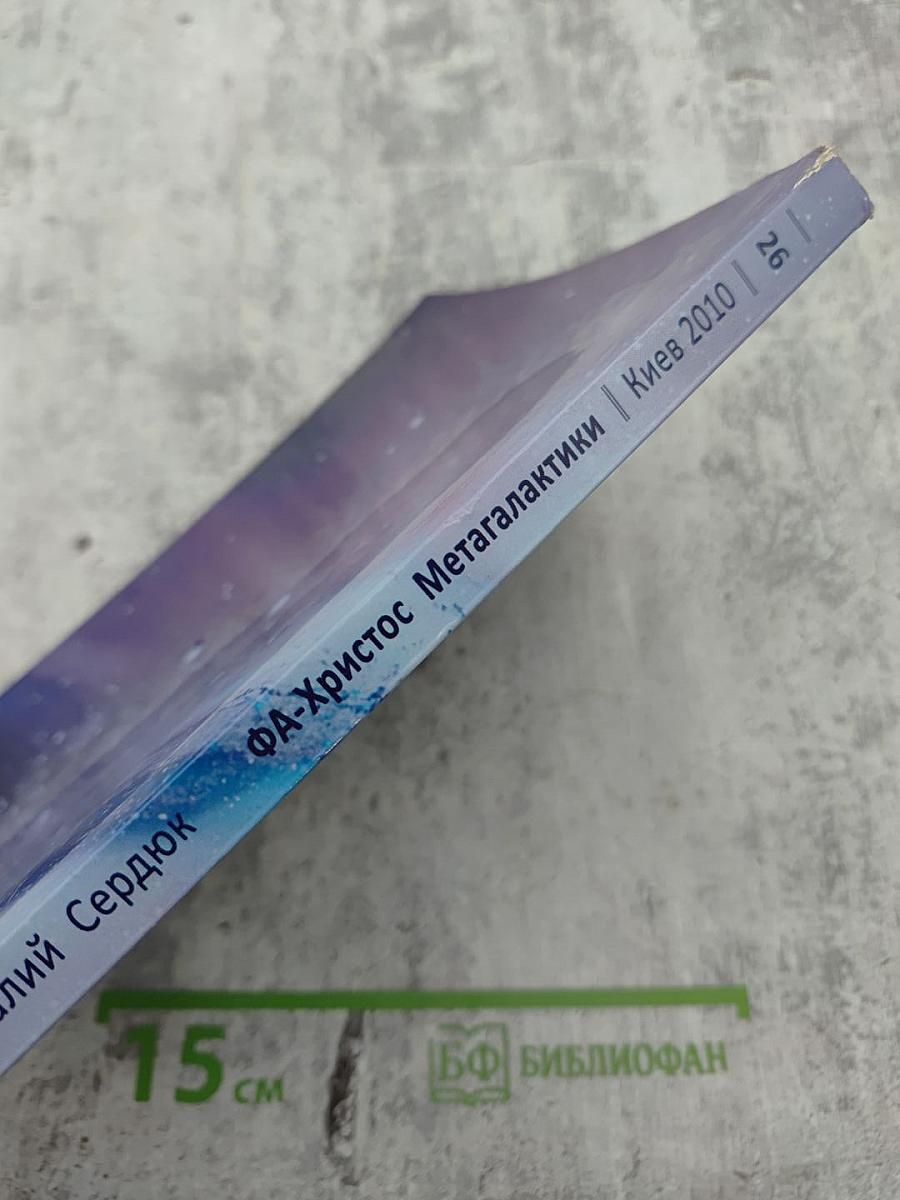 алий Сердюк ФА-Христос Метагалактики Киев 2010 26
15 см
БФ БИБЛИОФАН